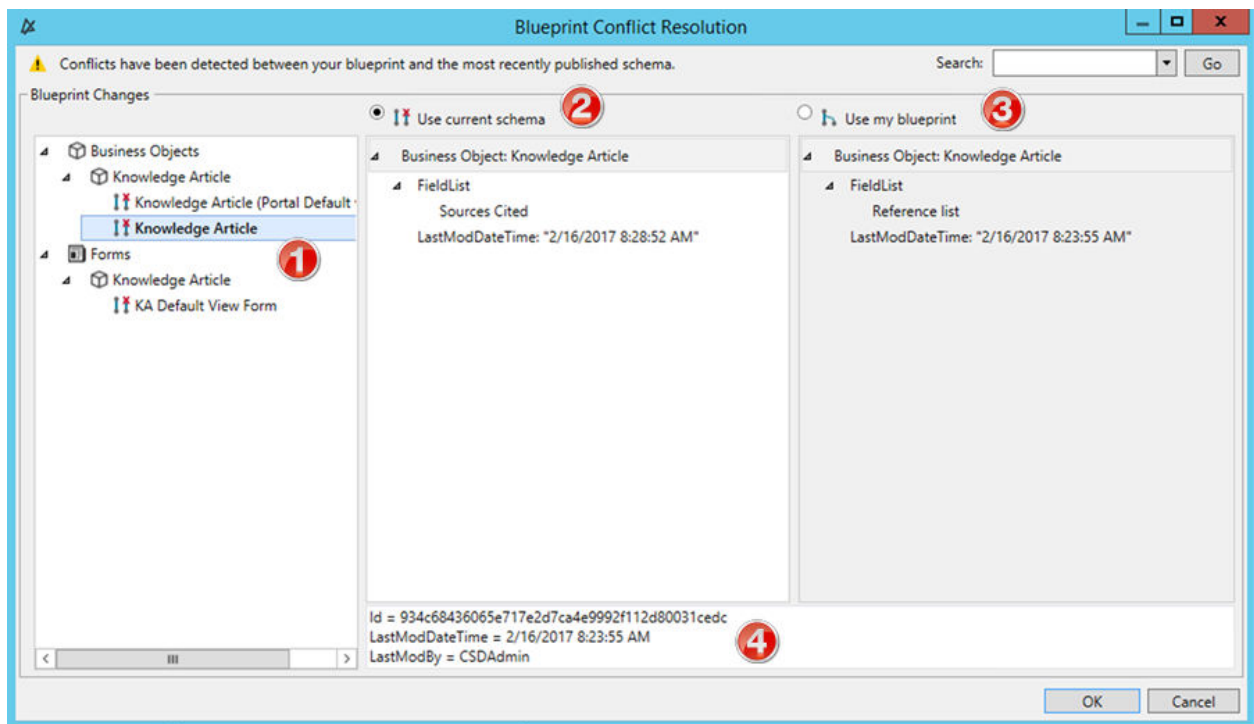 Blueprint Conflict Resolution
Conflicts have been detected between your blueprint and the most recently published schema.
Search:
Go
Blueprint Changes
Use current schema
2
Use my blueprint
3
Business Objects
Knowledge Article
Knowledge Article (Portal Default
Knowledge Article
1
Forms
Knowledge Article
KA Default View Form
Business Object: Knowledge Article
FieldList
Sources Cited
LastModDateTime: "2/16/2017 8:28:52 AM"
Business Object: Knowledge Article
FieldList
Reference list
LastModDateTime: "2/16/2017 8:23:55 AM"
Id = 934c68436065e717e2d7ca4e9992f112d80031cedc
LastModDateTime = 2/16/2017 8:23:55 AM
LastModBy = CSDAdmin
4
OK
Cancel